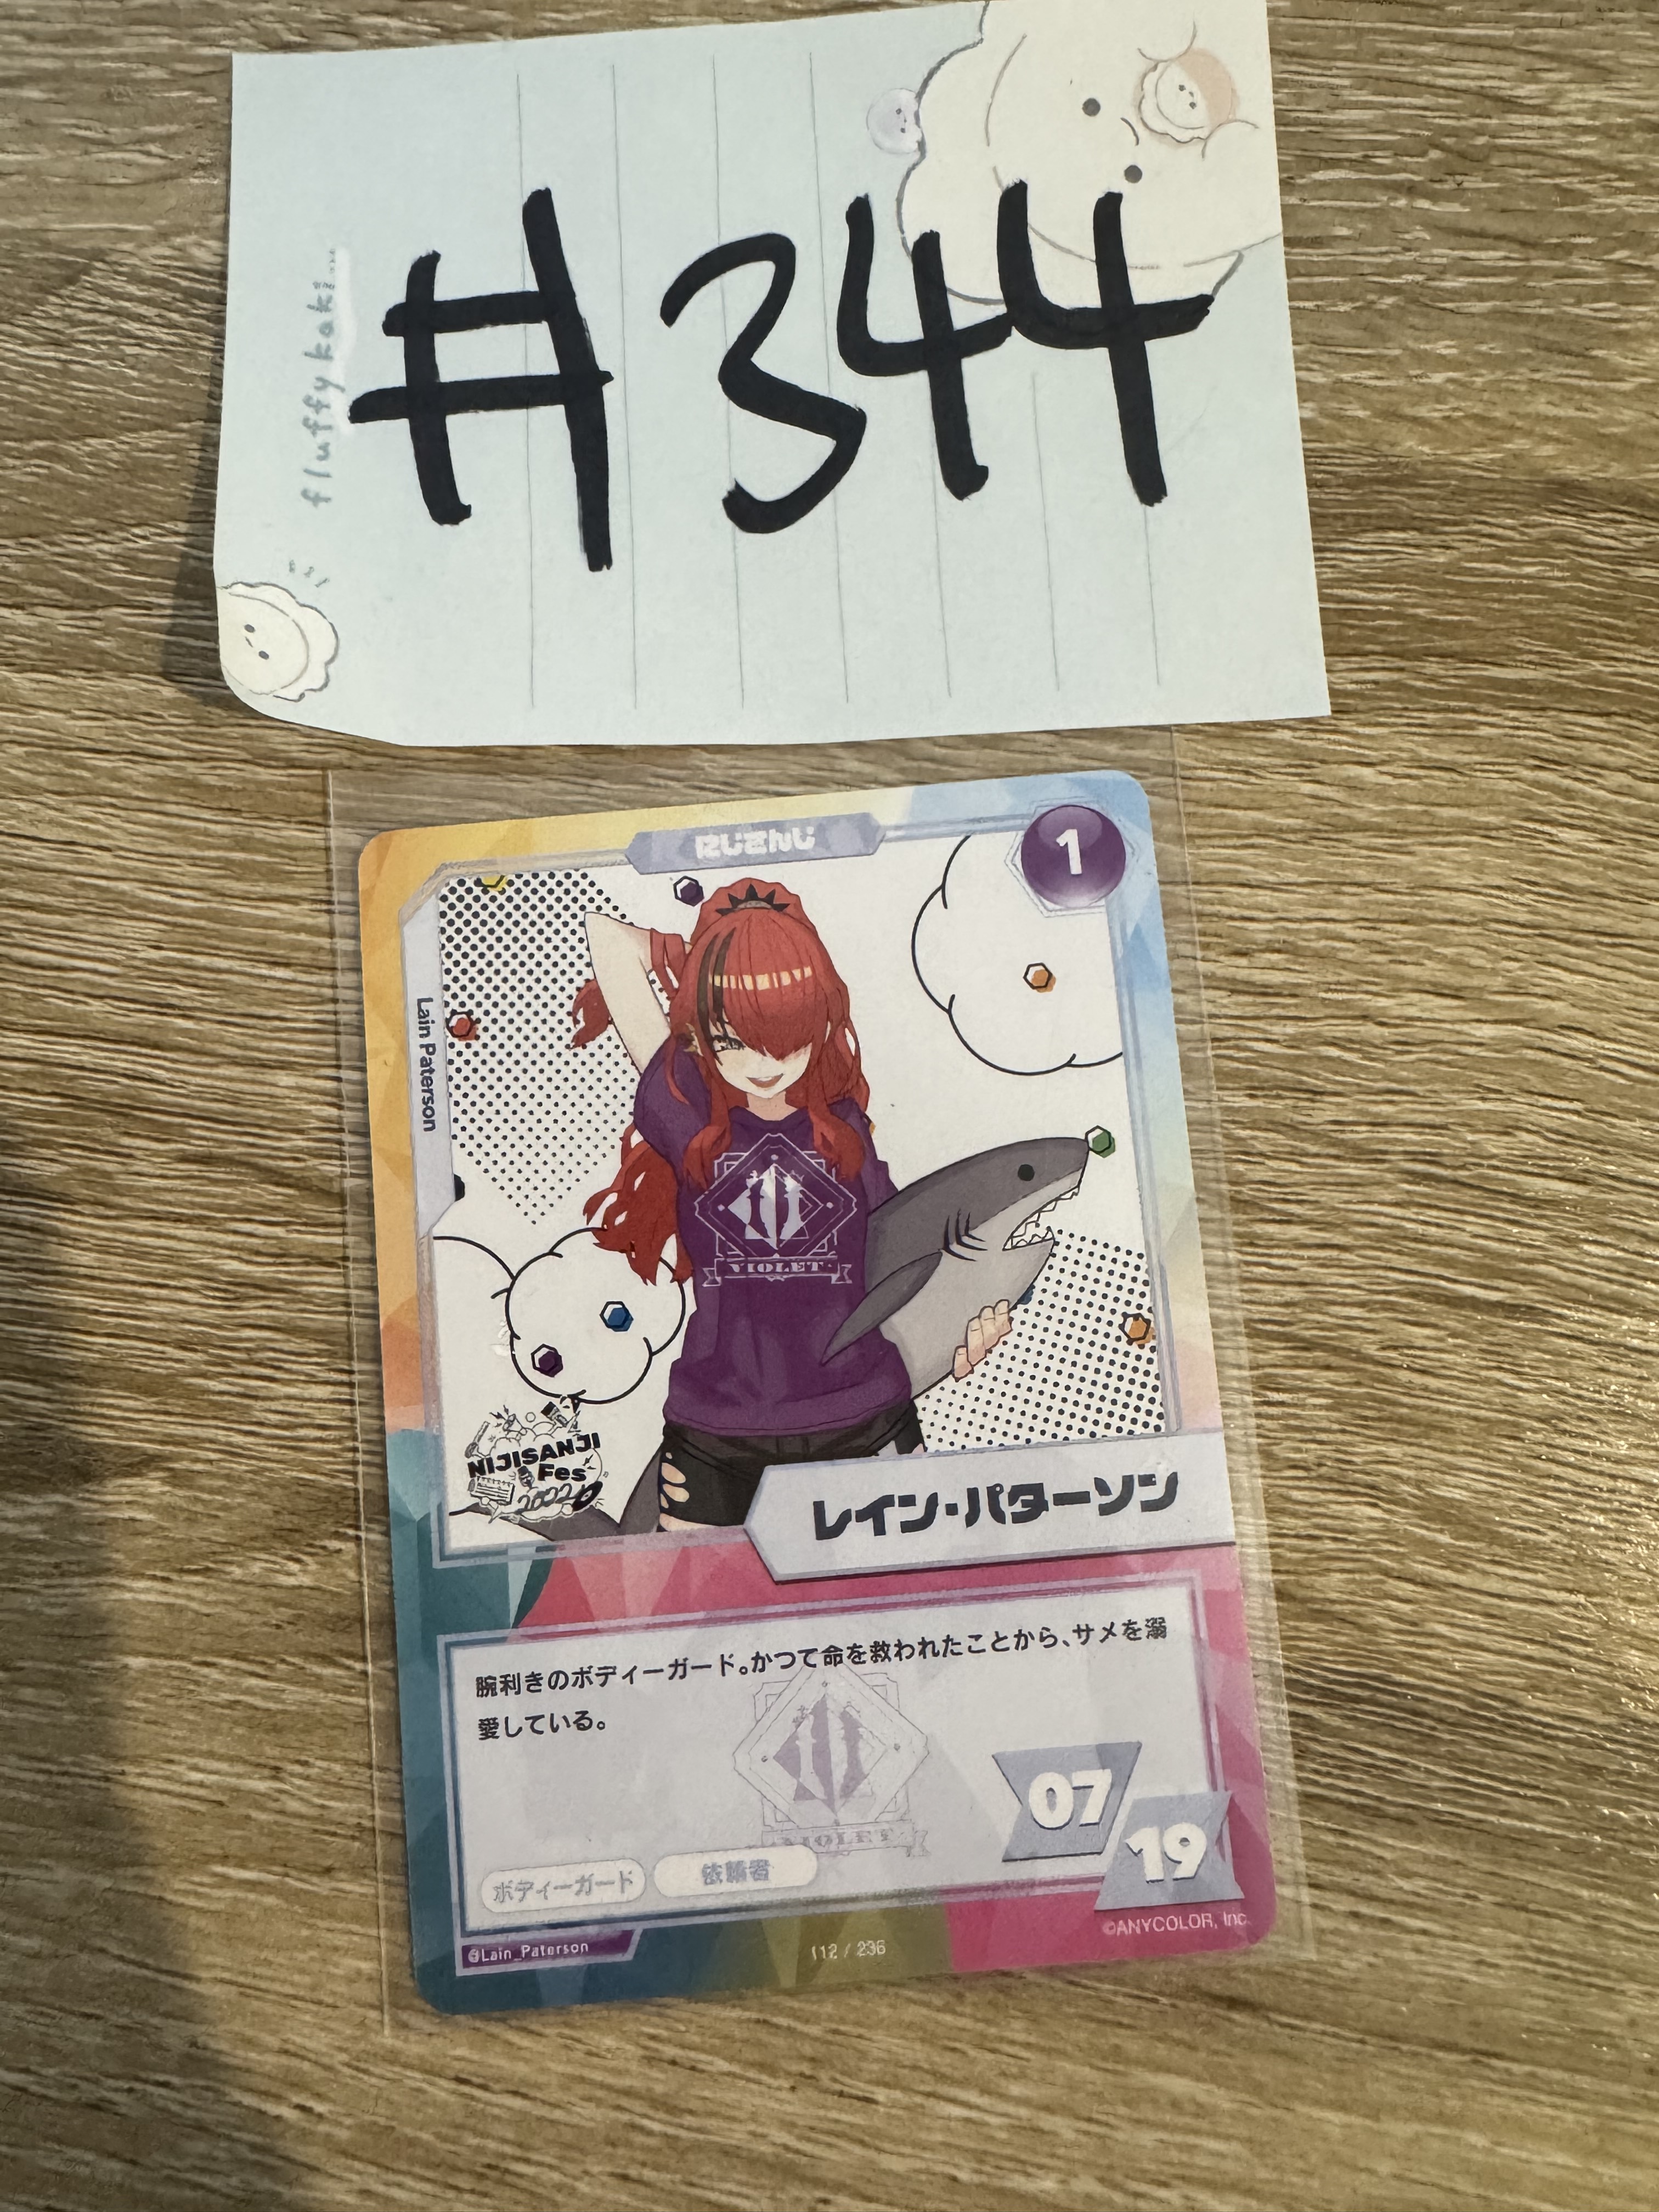 #344
fluffy kaki...
にじさんじ
1
Lain Paterson
VIOLET
NIJISANJI
Fes
2022
レイン・パターソン
腕利きのボディーガード。かつて命を救われたことから、サメを溺
愛している。
VIOLET
07
19
ボディーガード
依頼者
@Lain_Paterson
112 / 236
©ANYCOLOR, Inc.